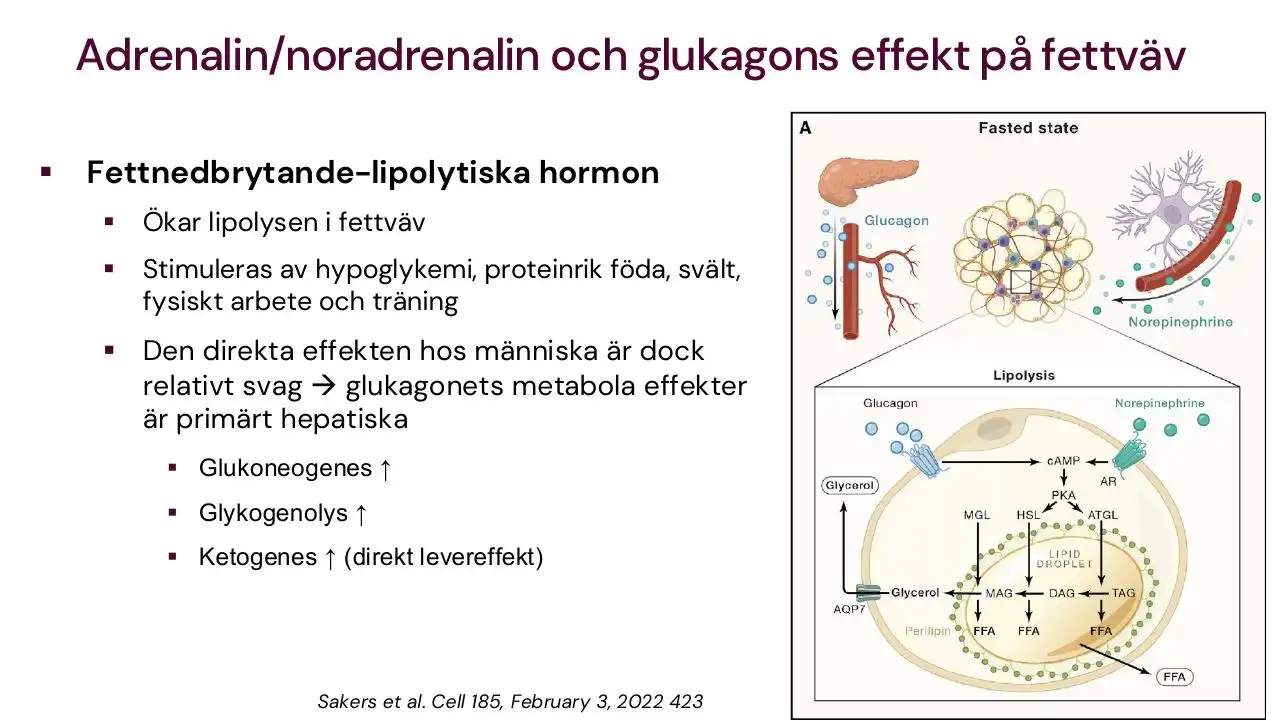 Adrenalin/noradrenalin och glukagons effekt på fettväv
▪ Fettnedbrytande-lipolytiska hormon
▪ Ökar lipolysen i fettväv
▪ Stimuleras av hypoglykemi, proteinrik föda, svält,
fysiskt arbete och träning
▪ Den direkta effekten hos människa är dock
relativt svag → glukagonets metabola effekter
är primärt hepatiska
▪ Glukoneogenes ↑
▪ Glykogenolys ↑
▪ Ketogenes ↑ (direkt levereffekt)
Sakers et al. Cell 185, February 3, 2022 423
A
Fasted state
Glucagon
Norepinephrine
Lipolysis
Glucagon
Norepinephrine
cAMP
AR
Glycerol
PKA
MGL HSL ATGL
LIPID
DROPLET
Glycerol MAG DAG TAG
AQP7
Perilipin FFA FFA FFA
FFA